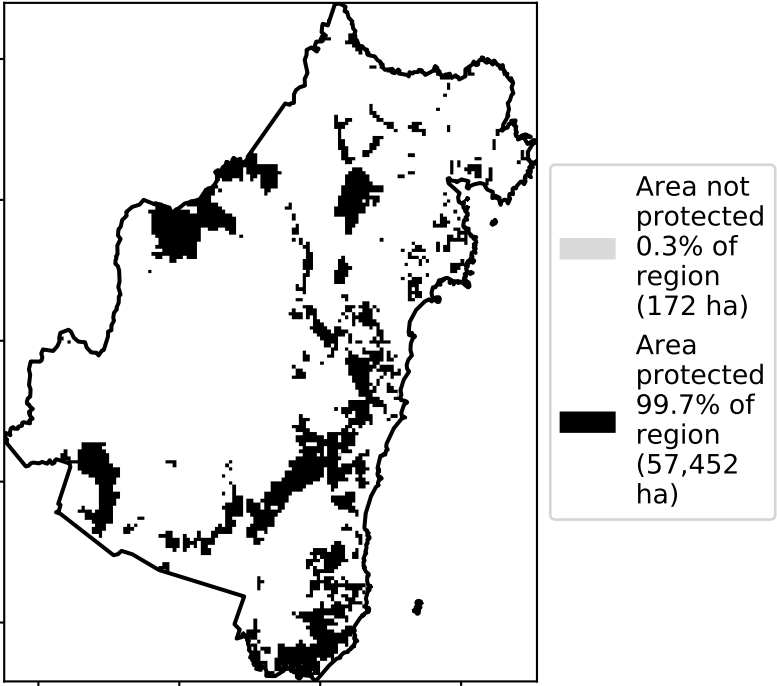 Area not
protected
0.3% of
region
(172 ha)
Area
protected
99.7% of
region
(57,452
ha)